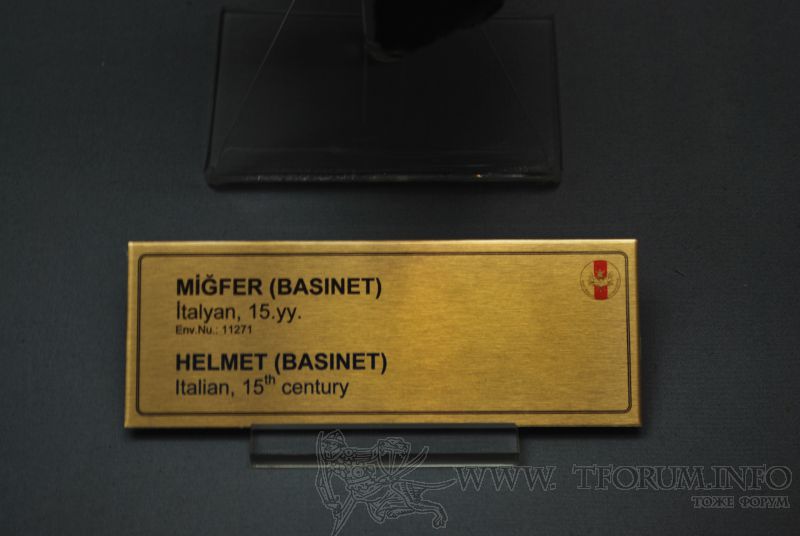 MİĞFER (BASINET)
İtalyan, 15.yy.
Env.Nu.: 11271
HELMET (BASINET)
Italian, 15th century
WWW. TFORUM.INFO
ТОЖЕ ФОРУМ